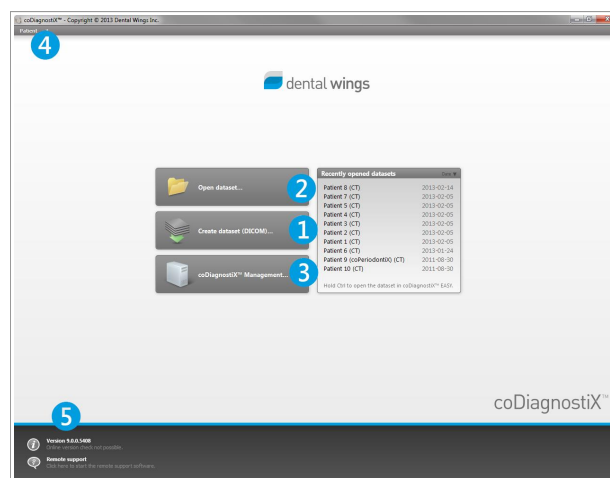 coDiagnostiX™ - Copyright © 2013 Dental Wings Inc.
Patient
4
dental wings
Open dataset...
2
Create dataset (DICOM)...
1
coDiagnostiX™ Management...
3
Recently opened datasets
Patient 8 (CT) 2013-02-14
Patient 7 (CT) 2013-02-05
Patient 5 (CT) 2013-02-05
Patient 4 (CT) 2013-02-05
Patient 3 (CT) 2013-02-05
Patient 2 (CT) 2013-02-05
Patient 1 (CT) 2013-02-05
Patient 6 (CT) 2013-01-24
Patient 9 (coPeriodontiX) (CT) 2011-08-30
Patient 10 (CT) 2011-08-30
Hold Ctrl to open the dataset in coDiagnostiX™ EASY.
coDiagnostiX™
5
Version 9.0.0.5408
Online version check not possible.
Remote support
Click here to start the remote support software.